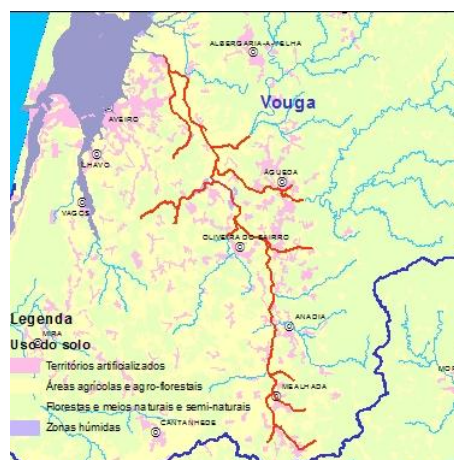 ALBERGARIA-A-VELHA
Vouga
AVEIRO
ÍLHAVO
ÁGUEDA
VAGOS
OLIVEIRA DO BAIRRO
Legenda
ANADIA
MIRA
Uso do solo
Territórios artificializados
MO
Áreas agrícolas e agro-florestais
MEALHADA
Florestas e meios naturais e semi-naturais
CANTANHEDE
Zonas húmidas